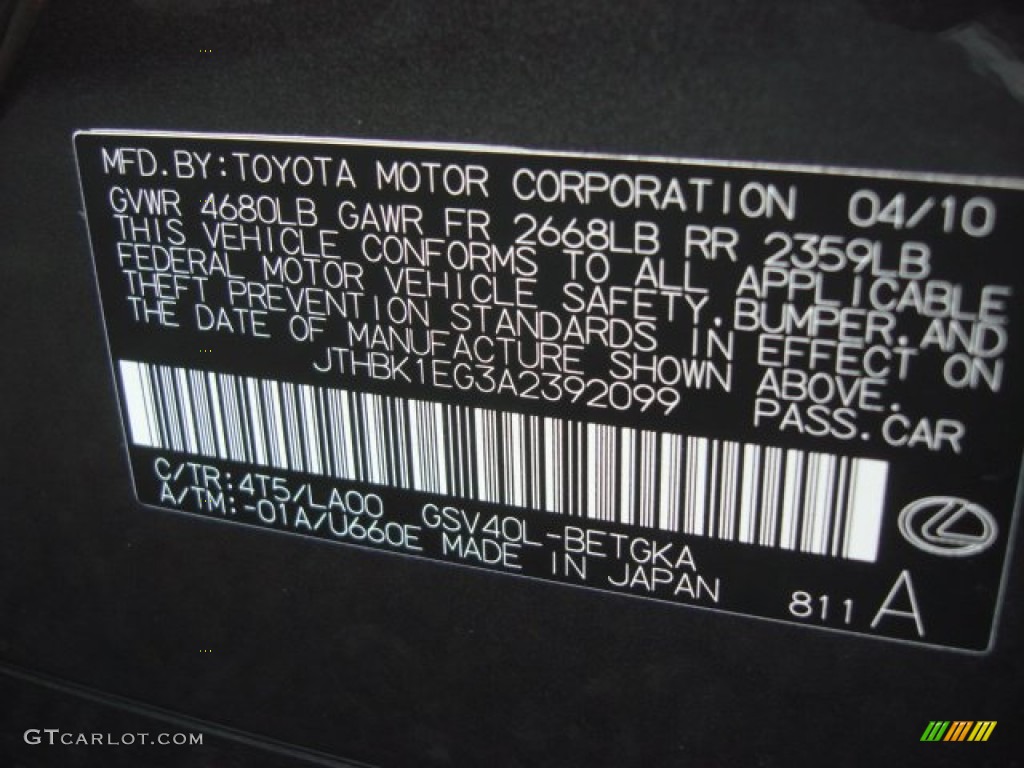 MFD.BY:TOYOTA MOTOR CORPORATION 04/10
GVWR 4680LB GAWR FR 2668LB RR 2359LB
THIS VEHICLE CONFORMS TO ALL APPLICABLE
FEDERAL MOTOR VEHICLE SAFETY,BUMPER,AND
THEFT PREVENTION STANDARDS IN EFFECT ON
THE DATE OF MANUFACTURE SHOWN ABOVE.
JTHBK1EG3A2392099 PASS.CAR
C/TR:4T5/LA00 GSV40L-BETGKA
A/TM:-01A/U660E MADE IN JAPAN 811 A
GTCARLOT.COM